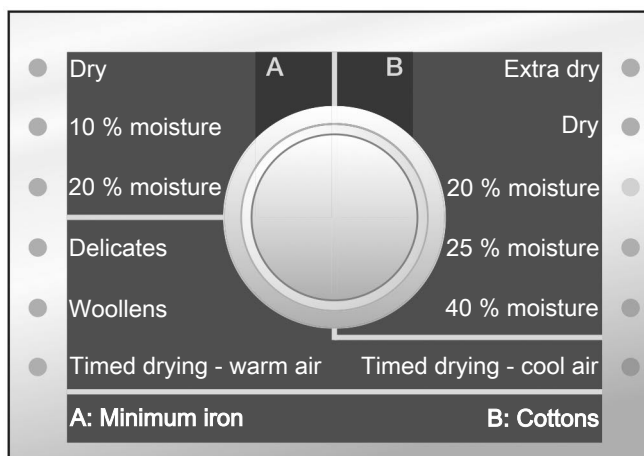 A B
Dry Extra dry
10 % moisture Dry
20 % moisture 20 % moisture
Delicates 25 % moisture
Woollens 40 % moisture
Timed drying - warm air Timed drying - cool air
A: Minimum iron B: Cottons